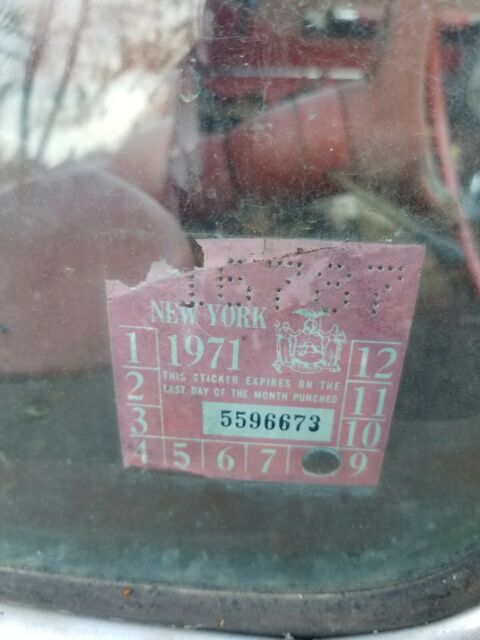 16787
NEW YORK
1 1971 12
THIS STICKER EXPIRES ON THE
2 LAST DAY OF THE MONTH PUNCHED 11
3 5596673 10
4 5 6 7 9